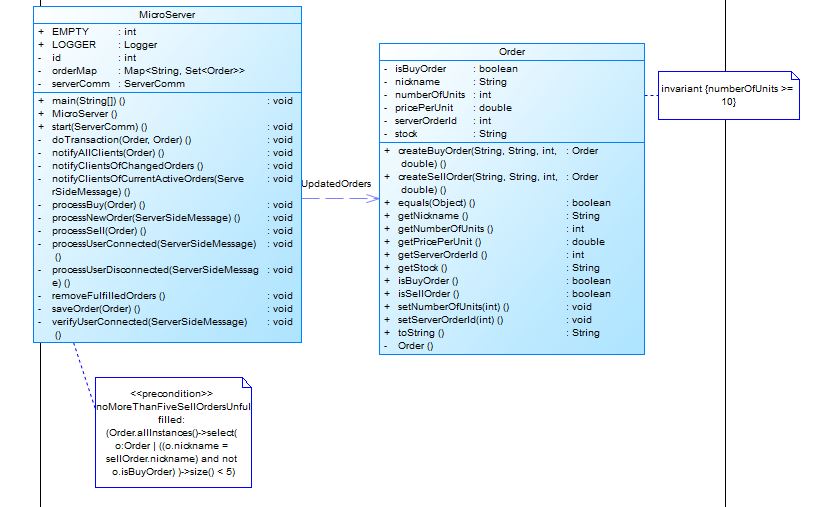 MicroServer
+ EMPTY : int
+ LOGGER : Logger
- id : int
- orderMap : Map<String, Set<Order>>
- serverComm : ServerComm
+ main(String[]) () : void
+ MicroServer ()
+ start(ServerComm) () : void
- doTransaction(Order, Order) () : void
- notifyAllClients(Order) () : void
- notifyClientsOfChangedOrders () : void
- notifyClientsOfCurrentActiveOrders(Serve : void
rSideMessage) ()
- processBuy(Order) () : void
- processNewOrder(ServerSideMessage) () : void
- processSell(Order) () : void
- processUserConnected(ServerSideMessage) : void
()
- processUserDisconnected(ServerSideMessag : void
e) ()
- removeFulfilledOrders () : void
- saveOrder(Order) () : void
- verifyUserConnected(ServerSideMessage) : void
()
UpdatedOrders
Order
- isBuyOrder : boolean
- nickname : String
- numberOfUnits : int
- pricePerUnit : double
- serverOrderId : int
- stock : String
+ createBuyOrder(String, String, int, : Order
double) ()
+ createSellOrder(String, String, int, : Order
double) ()
+ equals(Object) () : boolean
+ getNickname () : String
+ getNumberOfUnits () : int
+ getPricePerUnit () : double
+ getServerOrderId () : int
+ getStock () : String
+ isBuyOrder () : boolean
+ isSellOrder () : boolean
+ setNumberOfUnits(int) () : void
+ setServerOrderId(int) () : void
+ toString () : String
- Order ()
invariant {numberOfUnits >=
10}
<<precondition>>
noMoreThanFiveSellOrdersUnful
filled:
(Order.allInstances()->select(
o:Order | ((o.nickname =
sellOrder.nickname) and not
o.isBuyOrder) )->size() < 5)